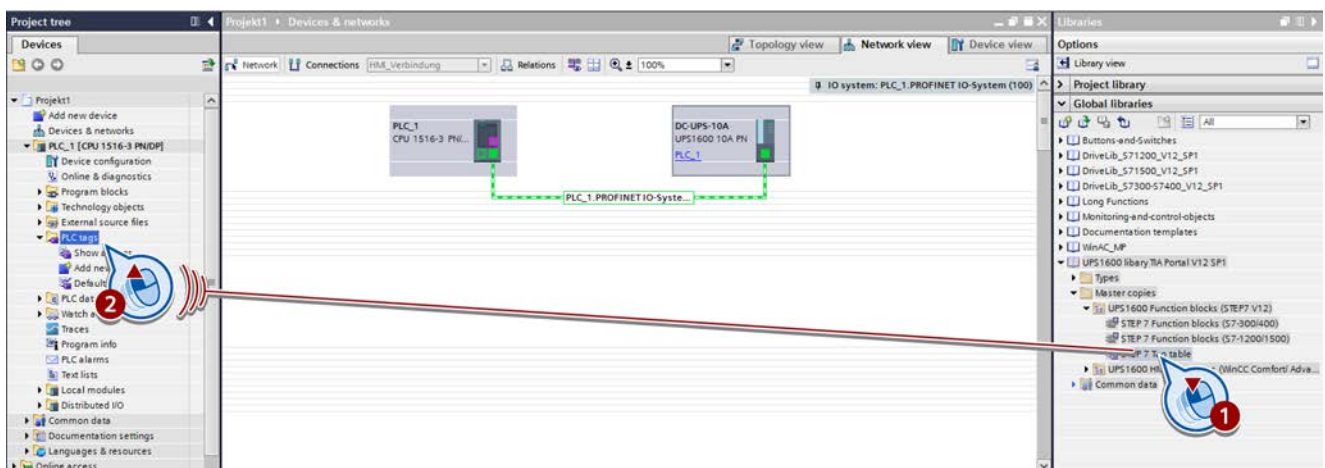 Project tree
Devices
Projekt1
Add new device
Devices & networks
PLC_1 [CPU 1516-3 PN/DP]
Device configuration
Online & diagnostics
Program blocks
Technology objects
External source files
PLC tags
Show a
Add new
Default
PLC dat
Watch a
Traces
Program info
PLC alarms
Text lists
Local modules
Distributed I/O
Common data
Documentation settings
Languages & resources
Online access
2
Projekt1 Devices & networks
Topology view Network view Device view
Network Connections HMI_Verbindung Relations 100%
IO system: PLC_1.PROFINET IO-System (100)
PLC_1
CPU 1516-3 PN/...
DC-UPS-10A
UPS1600 10A PN
PLC_1
PLC_1.PROFINET IO-Syste...
Libraries
Options
Library view
Project library
Global libraries
All
Buttons-and-Switches
DriveLib_S71200_V12_SP1
DriveLib_S71500_V12_SP1
DriveLib_S7300-S7400_V12_SP1
Long Functions
Monitoring-and-control-objects
Documentation templates
WinAC_MP
UPS1600 libary TIA Portal V12 SP1
Types
Master copies
UPS1600 Function blocks (STEP7 V12)
STEP 7 Function blocks (S7-300/400)
STEP 7 Function blocks (S7-1200/1500)
STEP 7 Tag table
UPS1600 HM (WinCC Comfort/ Adva...
Common data
1